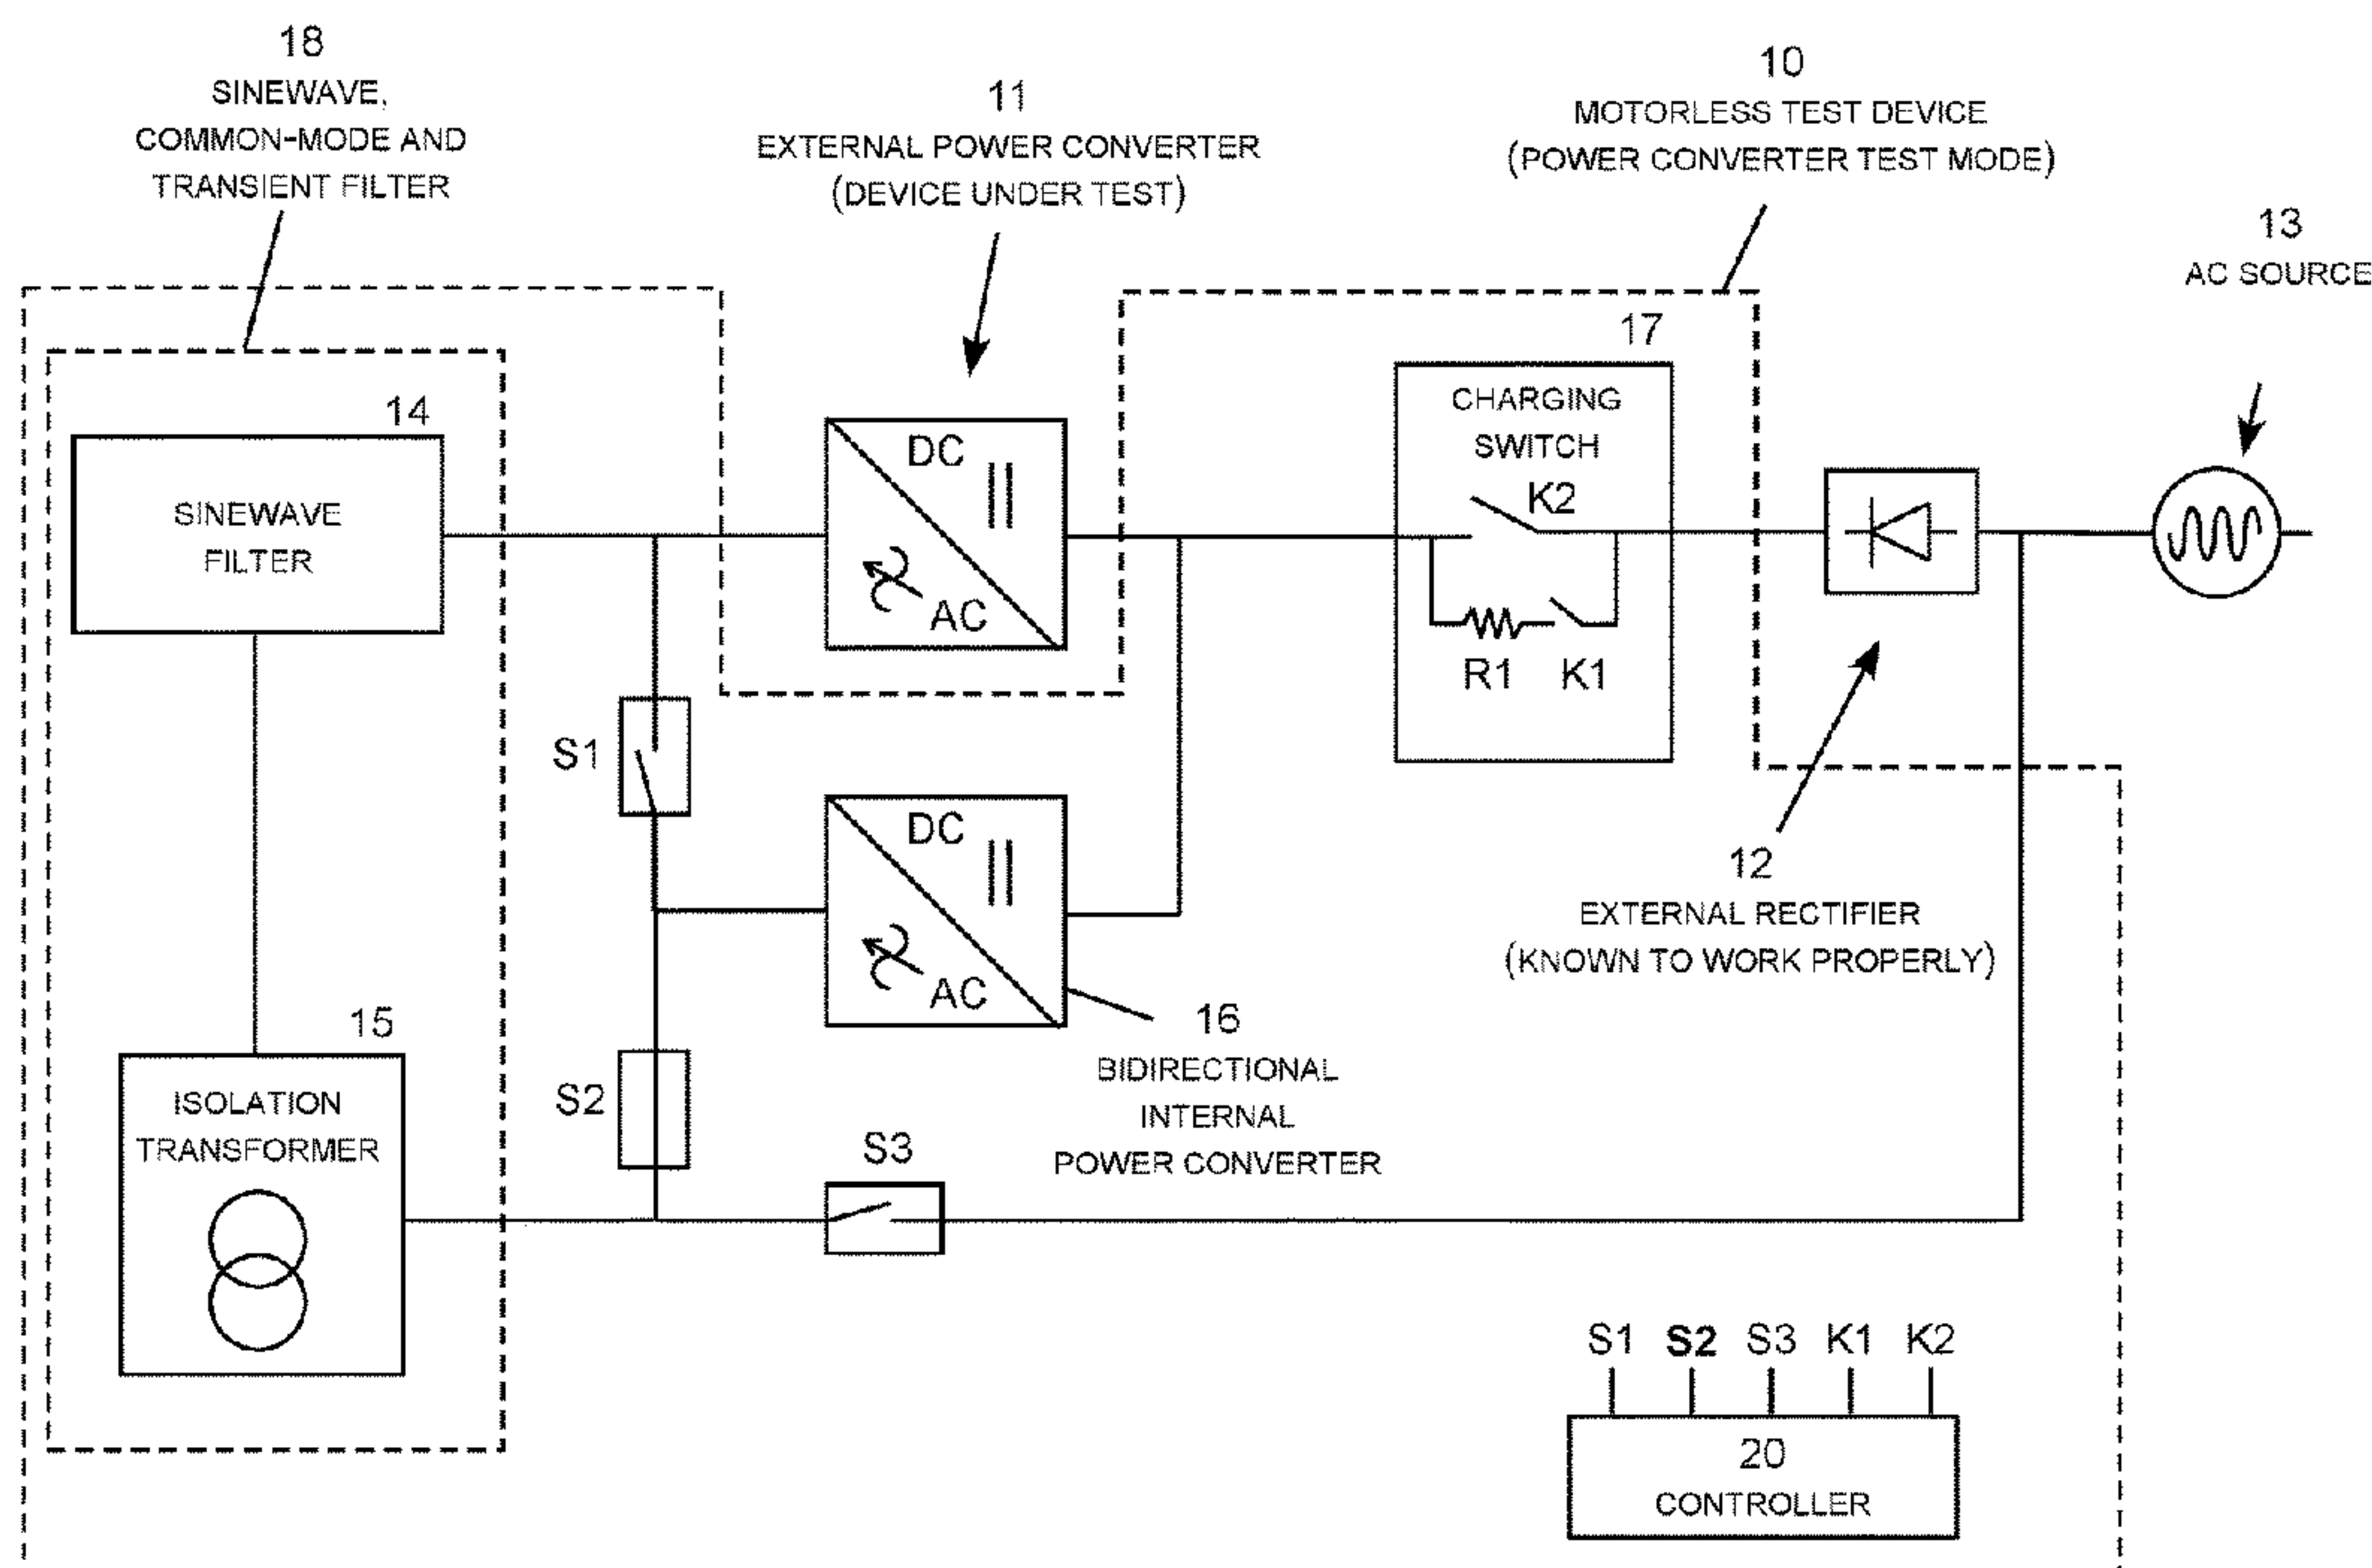 18
SINEWAVE,
COMMON-MODE AND
TRANSIENT FILTER
11
EXTERNAL POWER CONVERTER
(DEVICE UNDER TEST)
10
MOTORLESS TEST DEVICE
(POWER CONVERTER TEST MODE)
13
AC SOURCE
14
SINEWAVE
FILTER
DC
AC
17
CHARGING
SWITCH
K2
R1 K1
S1
DC
AC
12
EXTERNAL RECTIFIER
(KNOWN TO WORK PROPERLY)
16
BIDIRECTIONAL
INTERNAL
POWER CONVERTER
15
ISOLATION
TRANSFORMER
S2
S3
S1 S2 S3 K1 K2
20
CONTROLLER